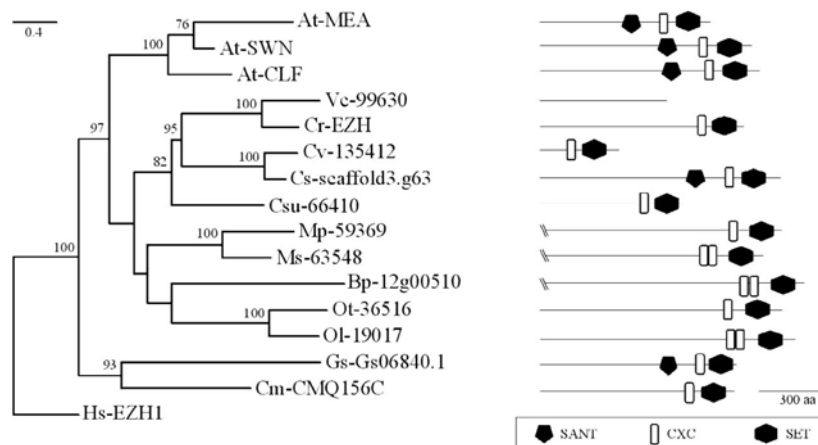 0.4
76
At-MEA
100
At-SWN
At-CLF
97
100
Vc-99630
95
Cr-EZH
82
100
Cv-135412
Cs-scaffold3.g63
Csu-66410
100
100
Mp-59369
Ms-63548
Bp-12g00510
100
Ot-36516
Ol-19017
93
Gs-Gs06840.1
Cm-CMQ156C
300 aa
Hs-EZH1
SANT CXC SET